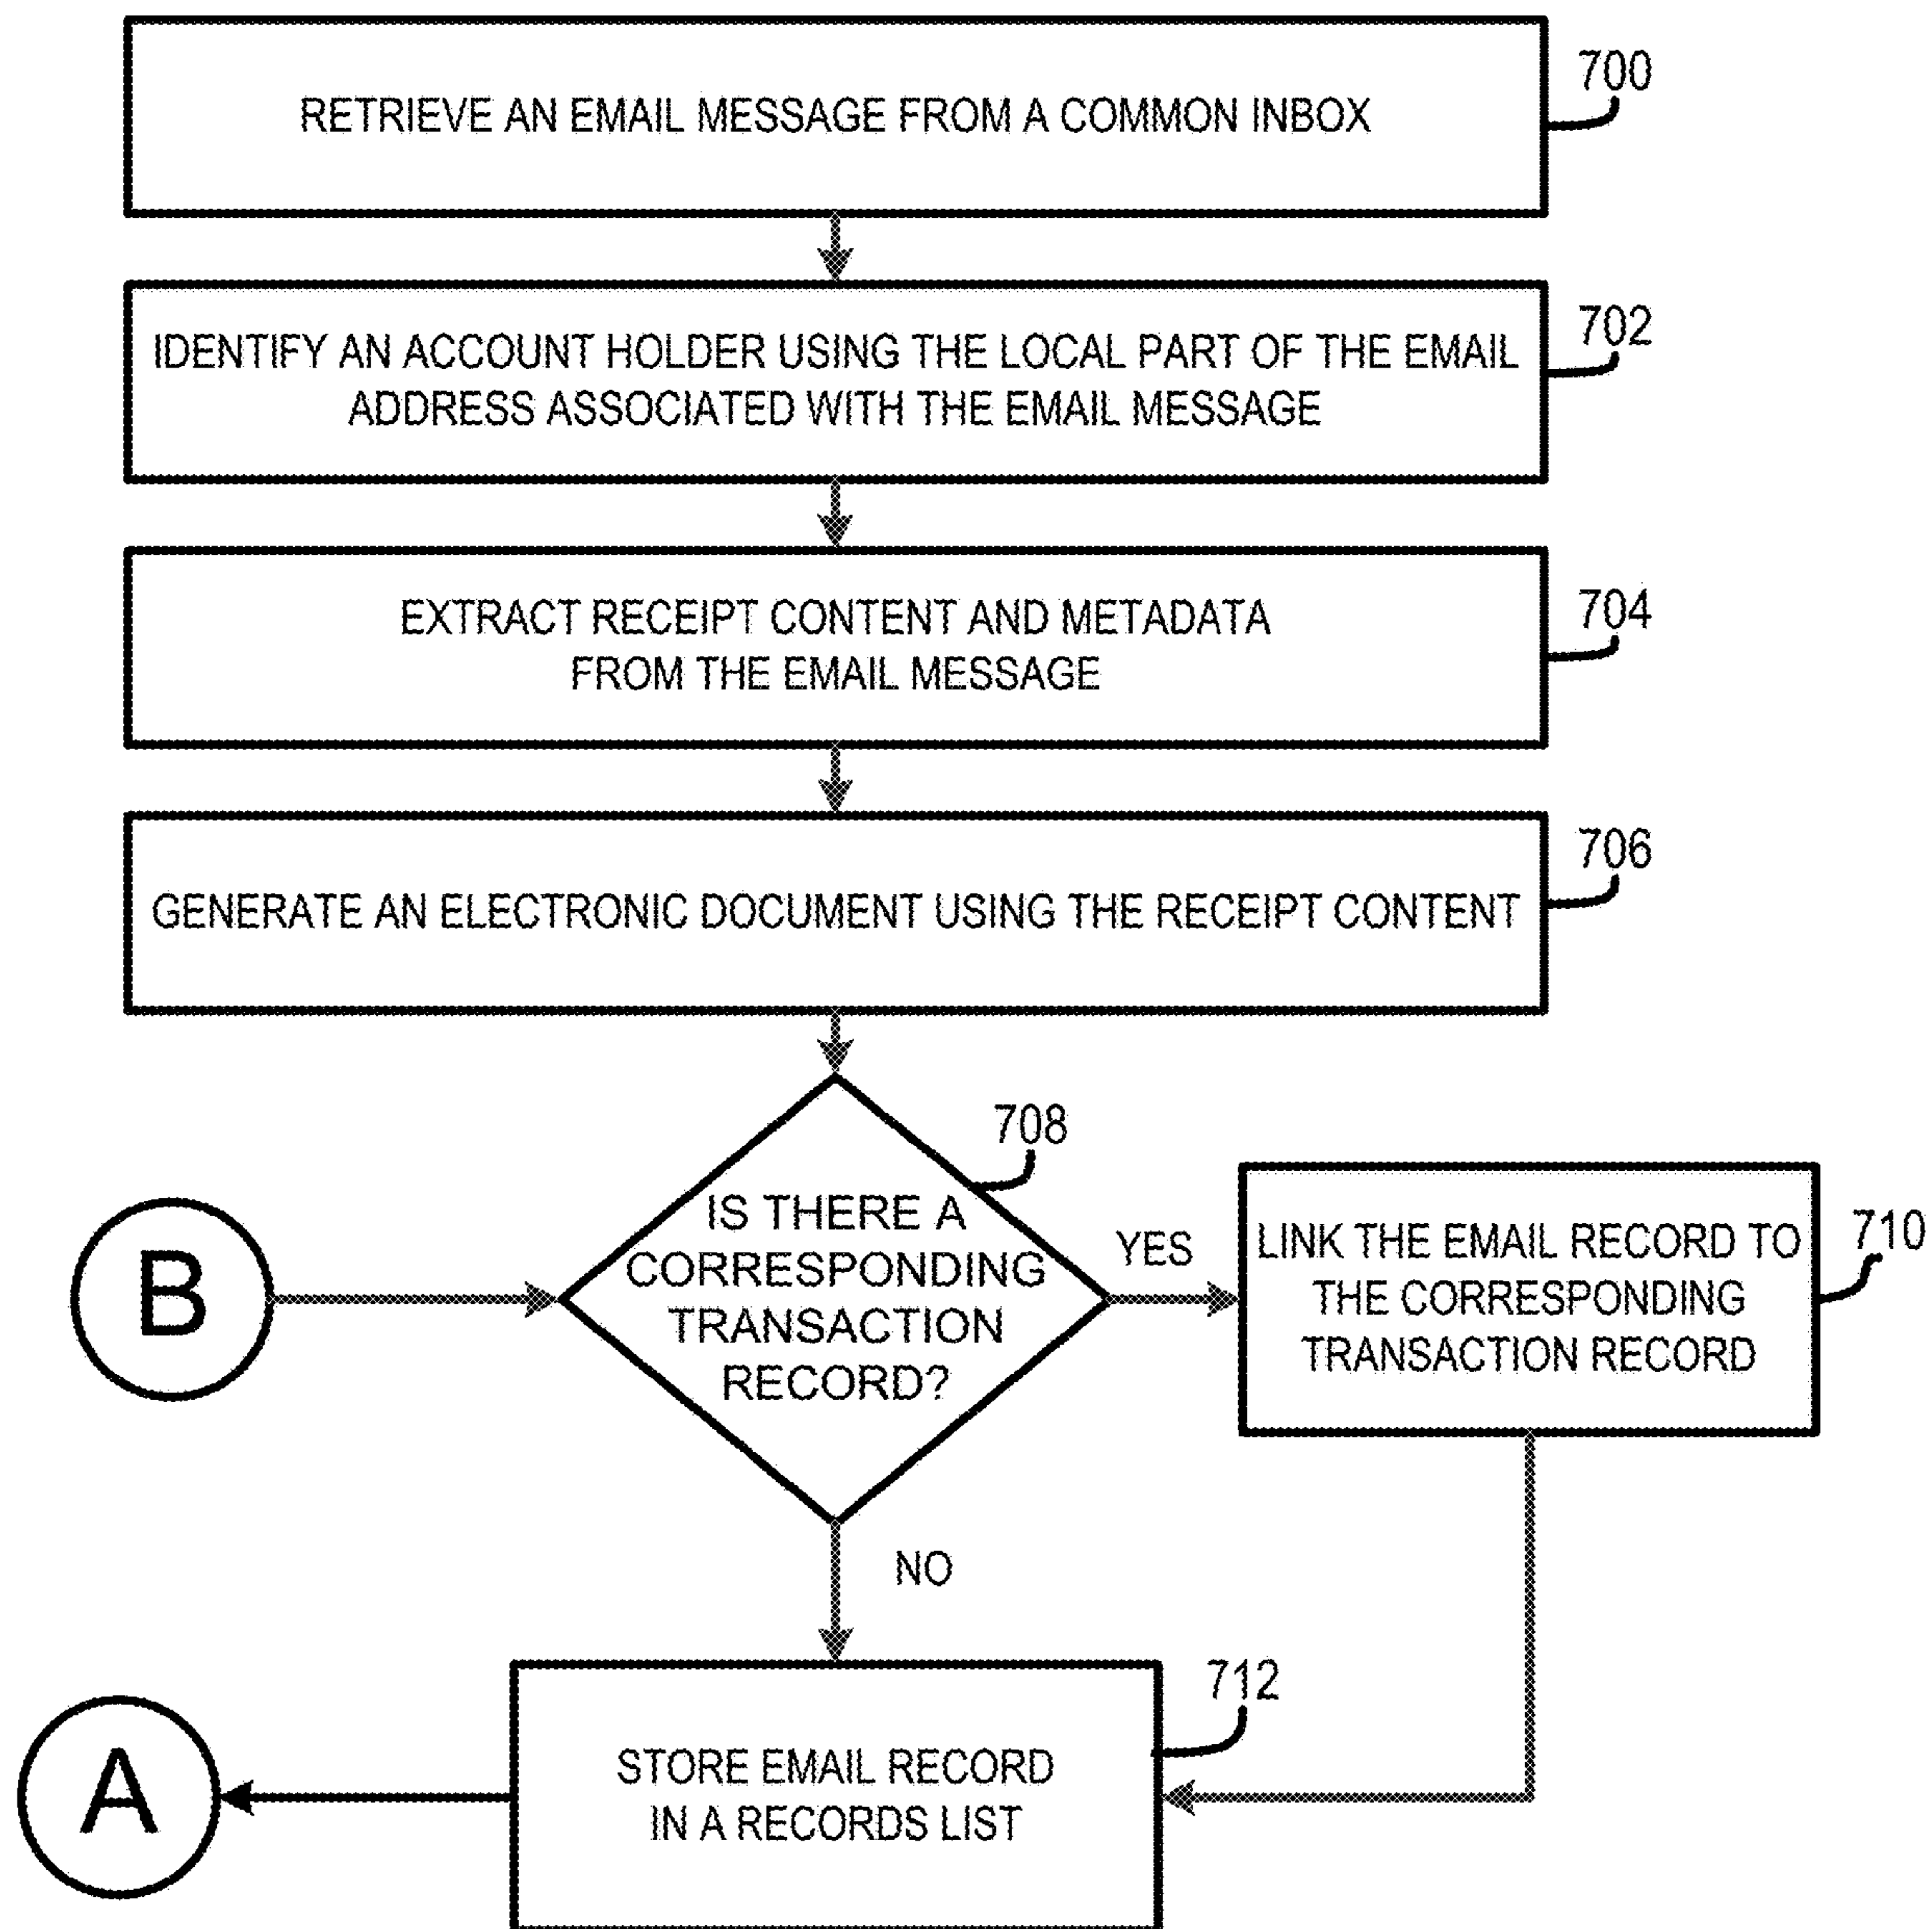 RETRIEVE AN EMAIL MESSAGE FROM A COMMON INBOX
700
IDENTIFY AN ACCOUNT HOLDER USING THE LOCAL PART OF THE EMAIL
ADDRESS ASSOCIATED WITH THE EMAIL MESSAGE
702
EXTRACT RECEIPT CONTENT AND METADATA
FROM THE EMAIL MESSAGE
704
GENERATE AN ELECTRONIC DOCUMENT USING THE RECEIPT CONTENT
706
B
IS THERE A
CORRESPONDING
TRANSACTION
RECORD?
708
YES
LINK THE EMAIL RECORD TO
THE CORRESPONDING
TRANSACTION RECORD
710
NO
A
STORE EMAIL RECORD
IN A RECORDS LIST
712